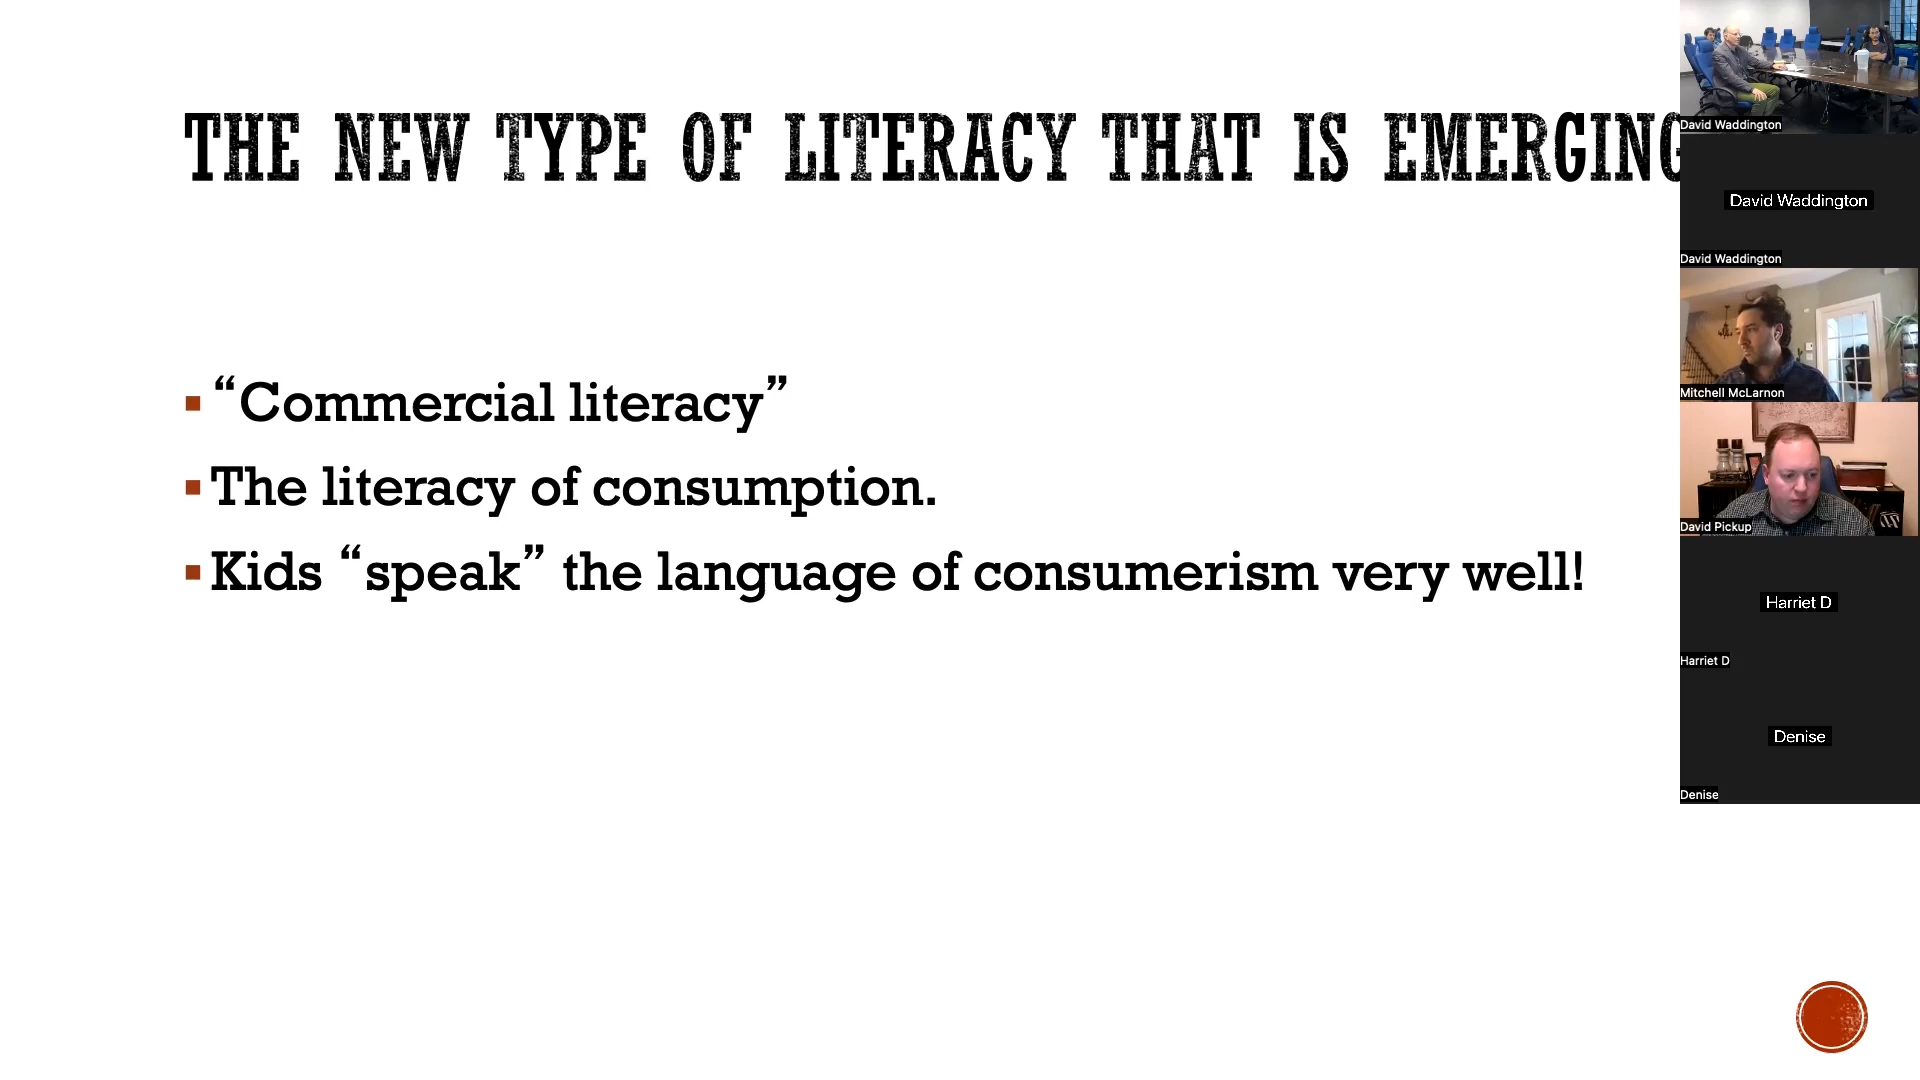 THE NEW TYPE OF LITERACY THAT IS EMERGING
“Commercial literacy”
The literacy of consumption.
Kids “speak” the language of consumerism very well!
David Waddington
David Waddington
David Waddington
Mitchell McLarnon
David Pickup
Harriet D
Harriet D
Denise
Denise